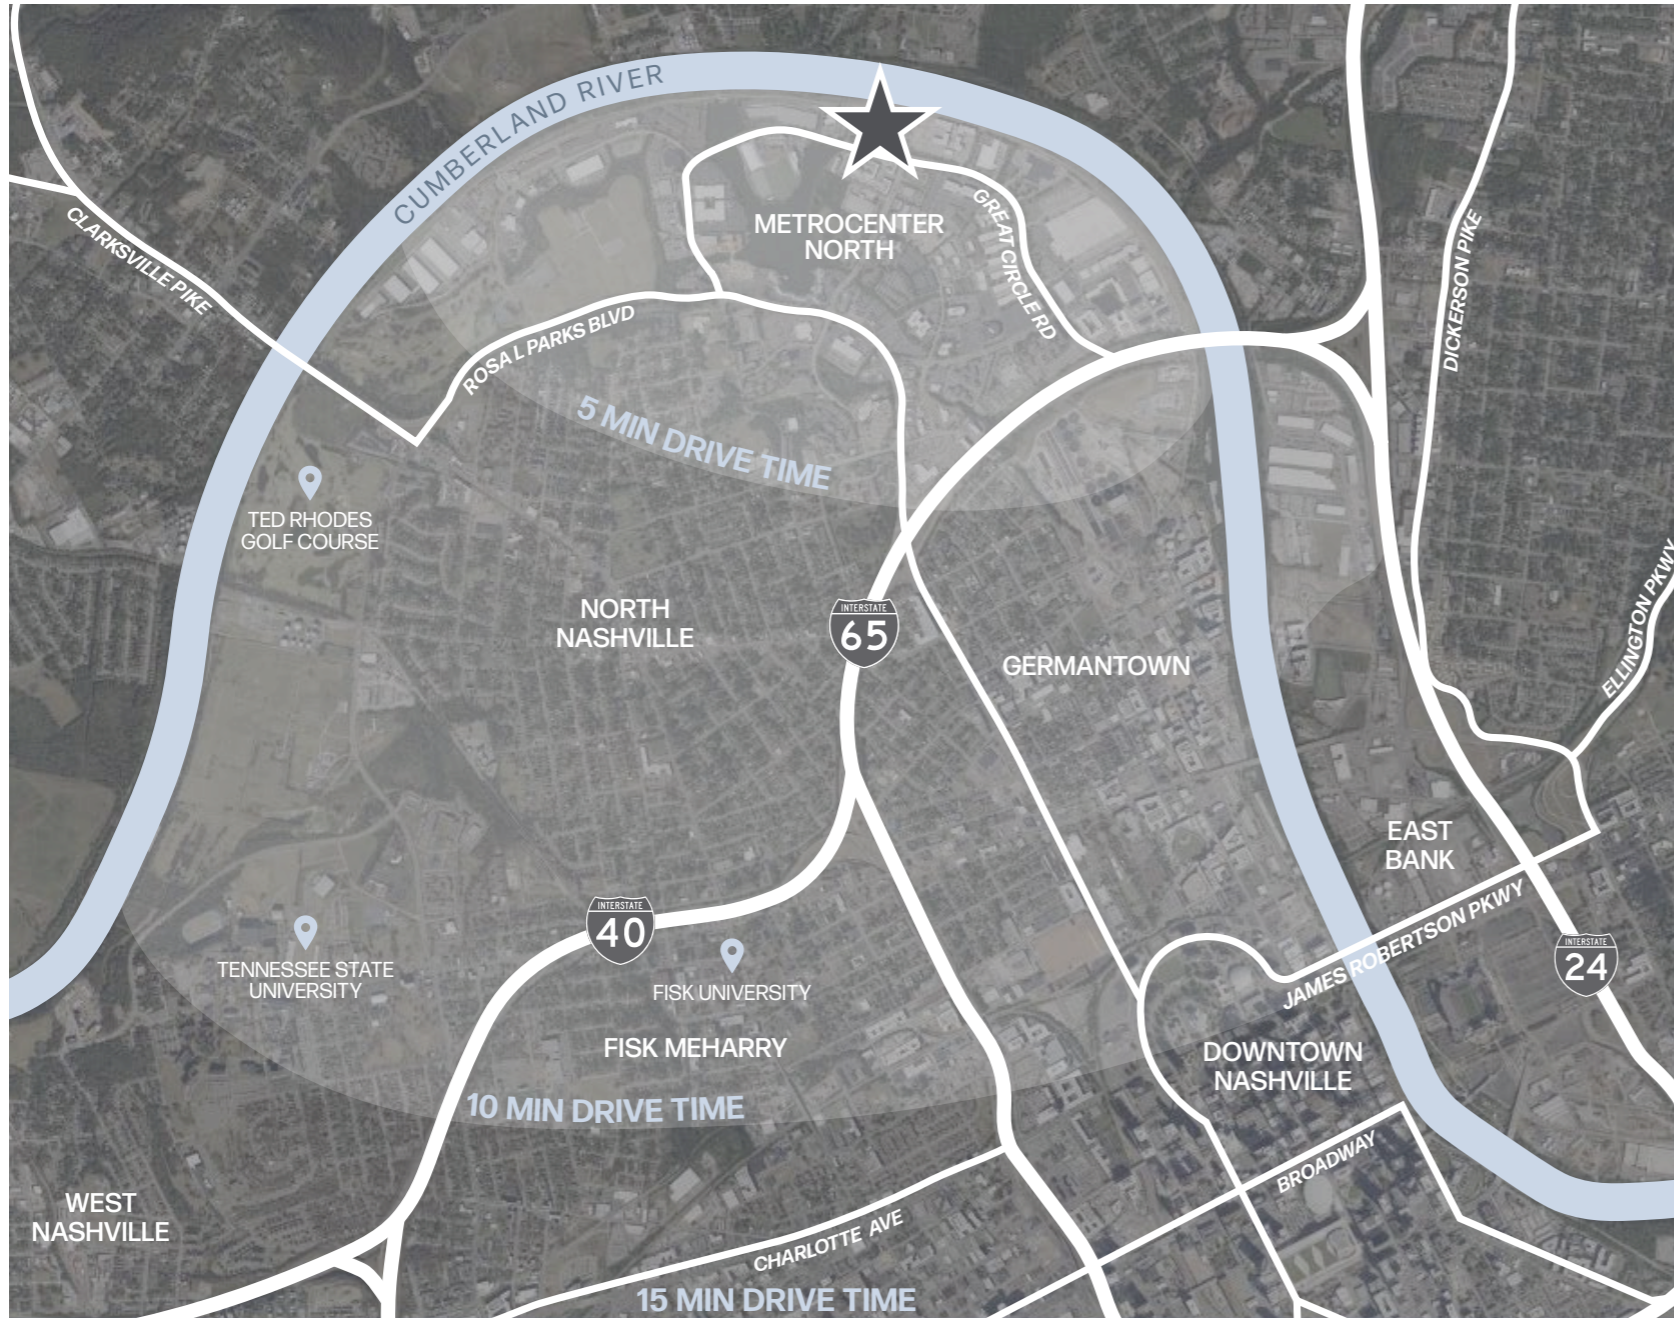 CUMBERLAND RIVER
CLARKSVILLE PIKE
METROCENTER
NORTH
GREAT CIRCLE RD
DICKERSON PIKE
ROSA L PARKS BLVD
5 MIN DRIVE TIME
TED RHODES
GOLF COURSE
NORTH
NASHVILLE
INTERSTATE
65
GERMANTOWN
ELLINGTON PKWY
EAST
BANK
INTERSTATE
40
JAMES ROBERTSON PKWY
INTERSTATE
24
TENNESSEE STATE
UNIVERSITY
FISK UNIVERSITY
FISK MEHARRY
DOWNTOWN
NASHVILLE
10 MIN DRIVE TIME
BROADWAY
WEST
NASHVILLE
CHARLOTTE AVE
15 MIN DRIVE TIME